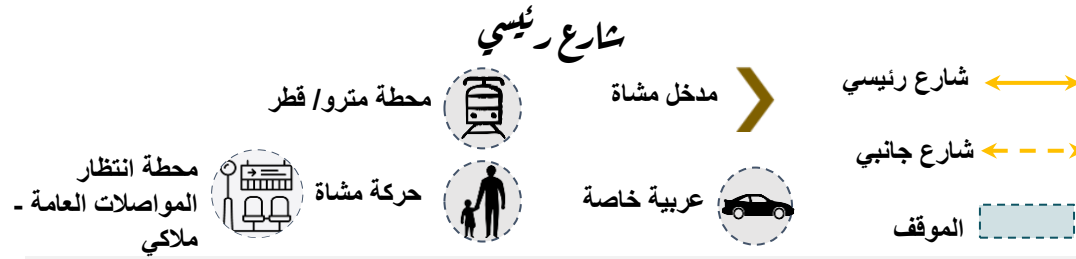 شارع رئيسي
شارع رئيسي
مدخل مشاة
محطة مترو/ قطر
شارع جانبي
محطة انتظار
المواصلات العامة -
ملاكي
حركة مشاة
عربية خاصة
الموقف